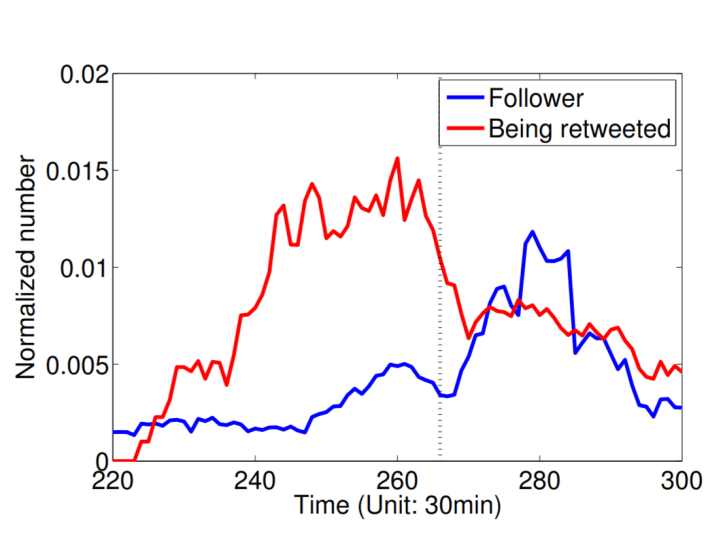 0.02
0.015
0.01
0.005
0
Normalized number
Follower
Being retweeted
220 240 260 280 300
Time (Unit: 30min)